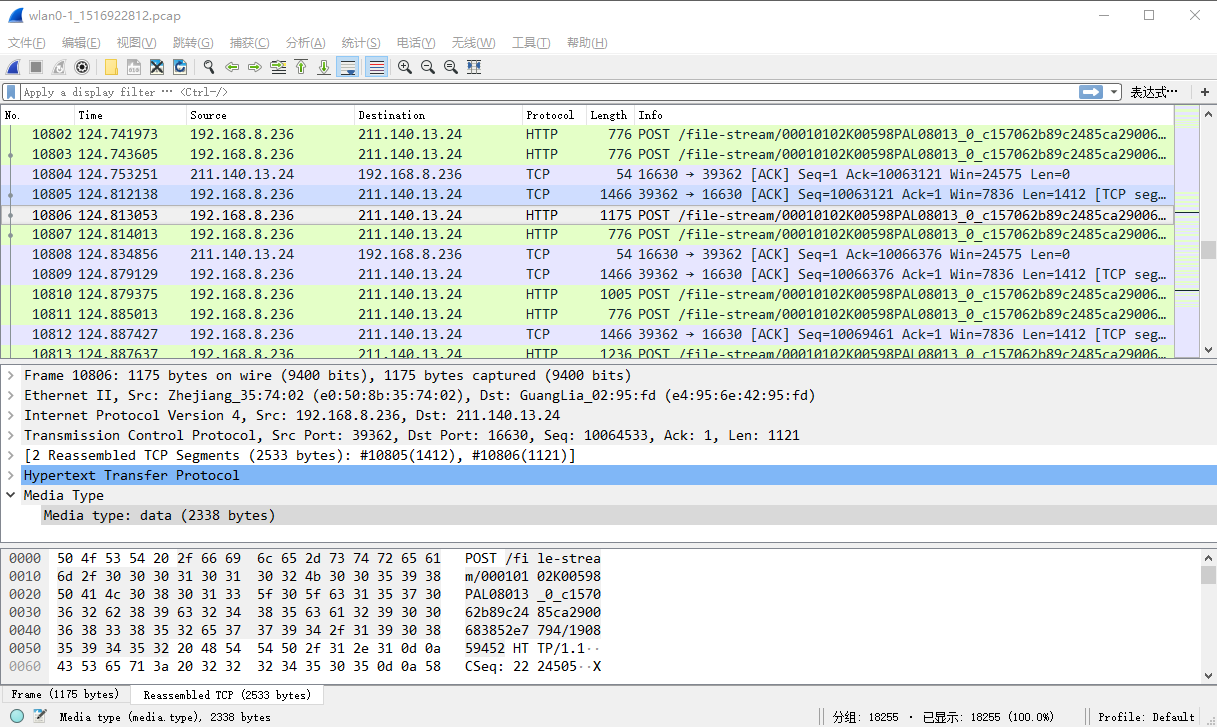 wlan0-1_1516922812.pcap
文件(F) 编辑(E) 视图(V) 跳转(G) 捕获(C) 分析(A) 统计(S) 电话(Y) 无线(W) 工具(T) 帮助(H)
Apply a display filter ··· <Ctrl-/> 表达式··· +
No. Time Source Destination Protocol Length Info
10802 124.741973 192.168.8.236 211.140.13.24 HTTP 776 POST /file-stream/00010102K00598PAL08013_0_c157062b89c2485ca29006…
10803 124.743605 192.168.8.236 211.140.13.24 HTTP 776 POST /file-stream/00010102K00598PAL08013_0_c157062b89c2485ca29006…
10804 124.753251 211.140.13.24 192.168.8.236 TCP 54 16630 → 39362 [ACK] Seq=1 Ack=10063121 Win=24575 Len=0
10805 124.812138 192.168.8.236 211.140.13.24 TCP 1466 39362 → 16630 [ACK] Seq=10063121 Ack=1 Win=7836 Len=1412 [TCP seg…
10806 124.813053 192.168.8.236 211.140.13.24 HTTP 1175 POST /file-stream/00010102K00598PAL08013_0_c157062b89c2485ca29006…
10807 124.814013 192.168.8.236 211.140.13.24 HTTP 776 POST /file-stream/00010102K00598PAL08013_0_c157062b89c2485ca29006…
10808 124.834856 211.140.13.24 192.168.8.236 TCP 54 16630 → 39362 [ACK] Seq=1 Ack=10066376 Win=24575 Len=0
10809 124.879129 192.168.8.236 211.140.13.24 TCP 1466 39362 → 16630 [ACK] Seq=10066376 Ack=1 Win=7836 Len=1412 [TCP seg…
10810 124.879375 192.168.8.236 211.140.13.24 HTTP 1005 POST /file-stream/00010102K00598PAL08013_0_c157062b89c2485ca29006…
10811 124.885013 192.168.8.236 211.140.13.24 HTTP 776 POST /file-stream/00010102K00598PAL08013_0_c157062b89c2485ca29006…
10812 124.887427 192.168.8.236 211.140.13.24 TCP 1466 39362 → 16630 [ACK] Seq=10069461 Ack=1 Win=7836 Len=1412 [TCP seg…
10813 124.887637 192.168.8.236 211.140.13.24 HTTP 1236 POST /file-stream/00010102K00598PAL08013_0_c157062b89c2485ca29006…
Frame 10806: 1175 bytes on wire (9400 bits), 1175 bytes captured (9400 bits)
Ethernet II, Src: Zhejiang_35:74:02 (e0:50:8b:35:74:02), Dst: GuangLia_02:95:fd (e4:95:6e:42:95:fd)
Internet Protocol Version 4, Src: 192.168.8.236, Dst: 211.140.13.24
Transmission Control Protocol, Src Port: 39362, Dst Port: 16630, Seq: 10064533, Ack: 1, Len: 1121
[2 Reassembled TCP Segments (2533 bytes): #10805(1412), #10806(1121)]
Hypertext Transfer Protocol
Media Type
Media type: data (2338 bytes)
0000 50 4f 53 54 20 2f 66 69 6c 65 2d 73 74 72 65 61 POST /fi le-strea
0010 6d 2f 30 30 30 31 30 31 30 32 4b 30 30 35 39 38 m/000101 02K00598
0020 50 41 4c 30 38 30 31 33 5f 30 5f 63 31 35 37 30 PAL08013 _0_c1570
0030 36 32 62 38 39 63 32 34 38 35 63 61 32 39 30 30 62b89c24 85ca2900
0040 36 38 33 38 35 32 65 37 37 39 34 2f 31 39 30 38 683852e7 794/1908
0050 35 39 34 35 32 20 48 54 54 50 2f 31 2e 31 0d 0a 59452 HT TP/1.1··
0060 43 53 65 71 3a 20 32 32 32 34 35 30 35 0d 0a 58 CSeq: 22 24505··X
Frame (1175 bytes) Reassembled TCP (2533 bytes)
Media type (media.type), 2338 bytes 分组: 18255 · 已显示: 18255 (100.0%) Profile: Default